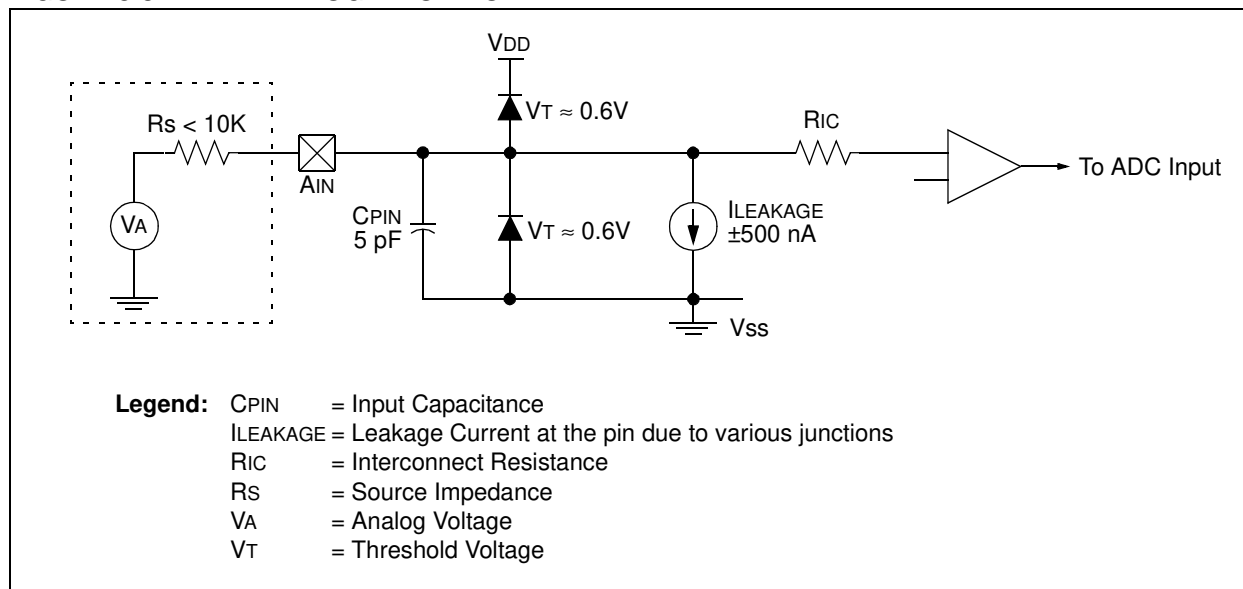 VDD
VT ≈ 0.6V
Rs < 10K
RIC
AIN
To ADC Input
VA
CPIN
5 pF
VT ≈ 0.6V
ILEAKAGE
±500 nA
Vss
Legend: CPIN = Input Capacitance
ILEAKAGE = Leakage Current at the pin due to various junctions
RIC = Interconnect Resistance
RS = Source Impedance
VA = Analog Voltage
VT = Threshold Voltage